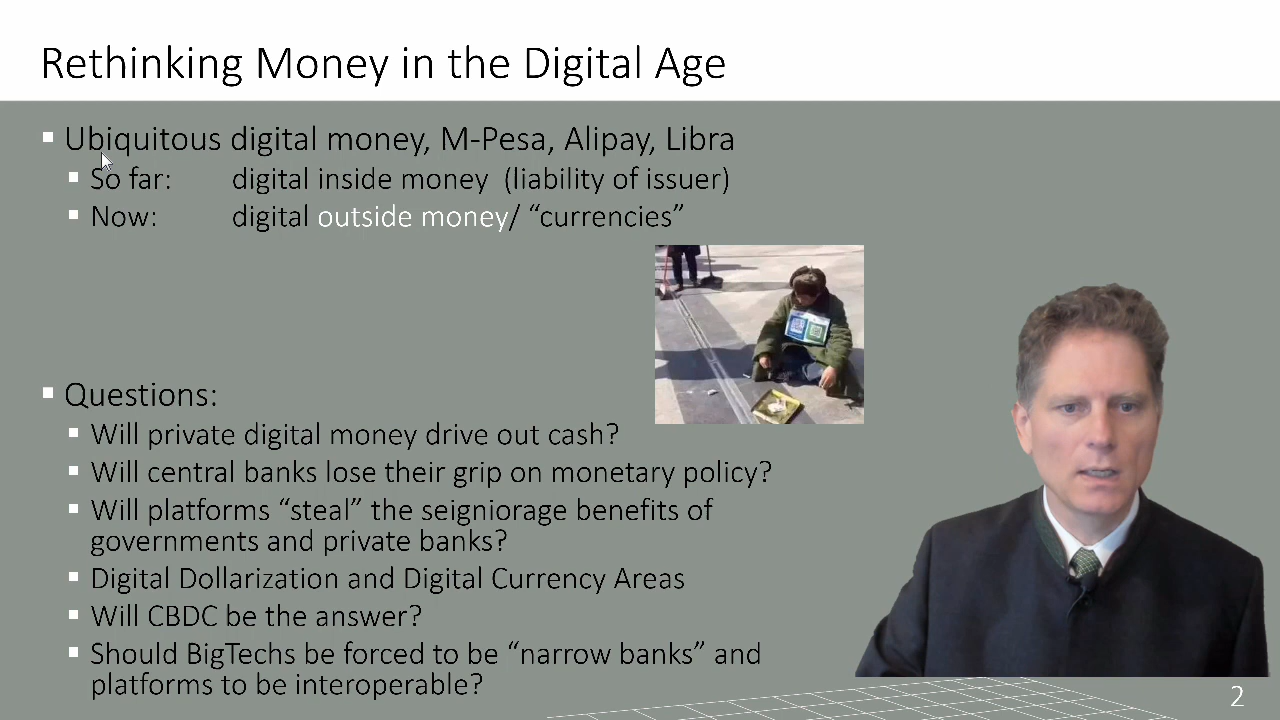 Rethinking Money in the Digital Age
Ubiquitous digital money, M-Pesa, Alipay, Libra
So far: digital inside money (liability of issuer)
Now: digital outside money/ “currencies”
Questions:
Will private digital money drive out cash?
Will central banks lose their grip on monetary policy?
Will platforms “steal” the seigniorage benefits of
governments and private banks?
Digital Dollarization and Digital Currency Areas
Will CBDC be the answer?
Should BigTechs be forced to be “narrow banks” and
platforms to be interoperable?
2